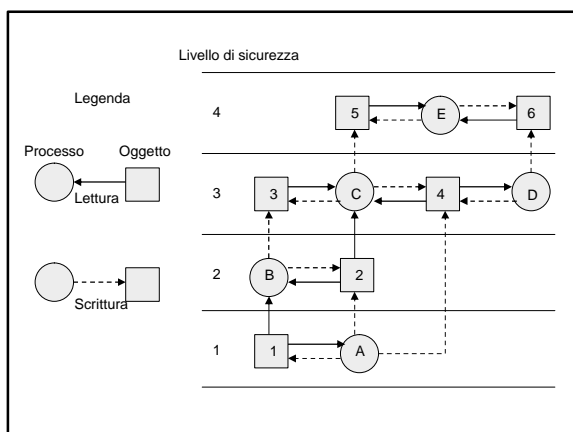 Livello di sicurezza
Legenda
Processo Oggetto
Lettura
Scrittura
4 5 E 6
3 3 C 4 D
2 B 2
1 1 A